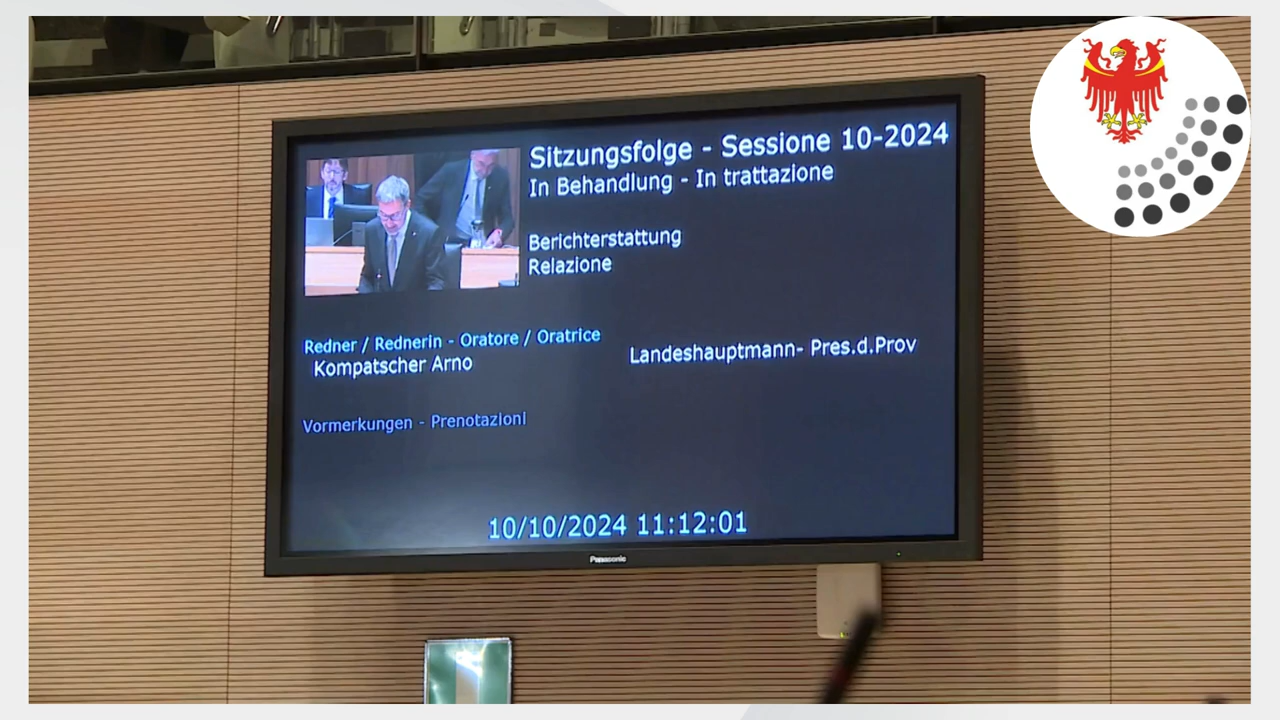 Sitzungsfolge - Sessione 10-2024
In Behandlung - In trattazione
Berichterstattung
Relazione
Redner / Rednerin - Oratore / Oratrice
Kompatscher Arno
Landeshauptmann- Pres.d.Prov
Vormerkungen - Prenotazioni
10/10/2024 11:12:01
Panasonic